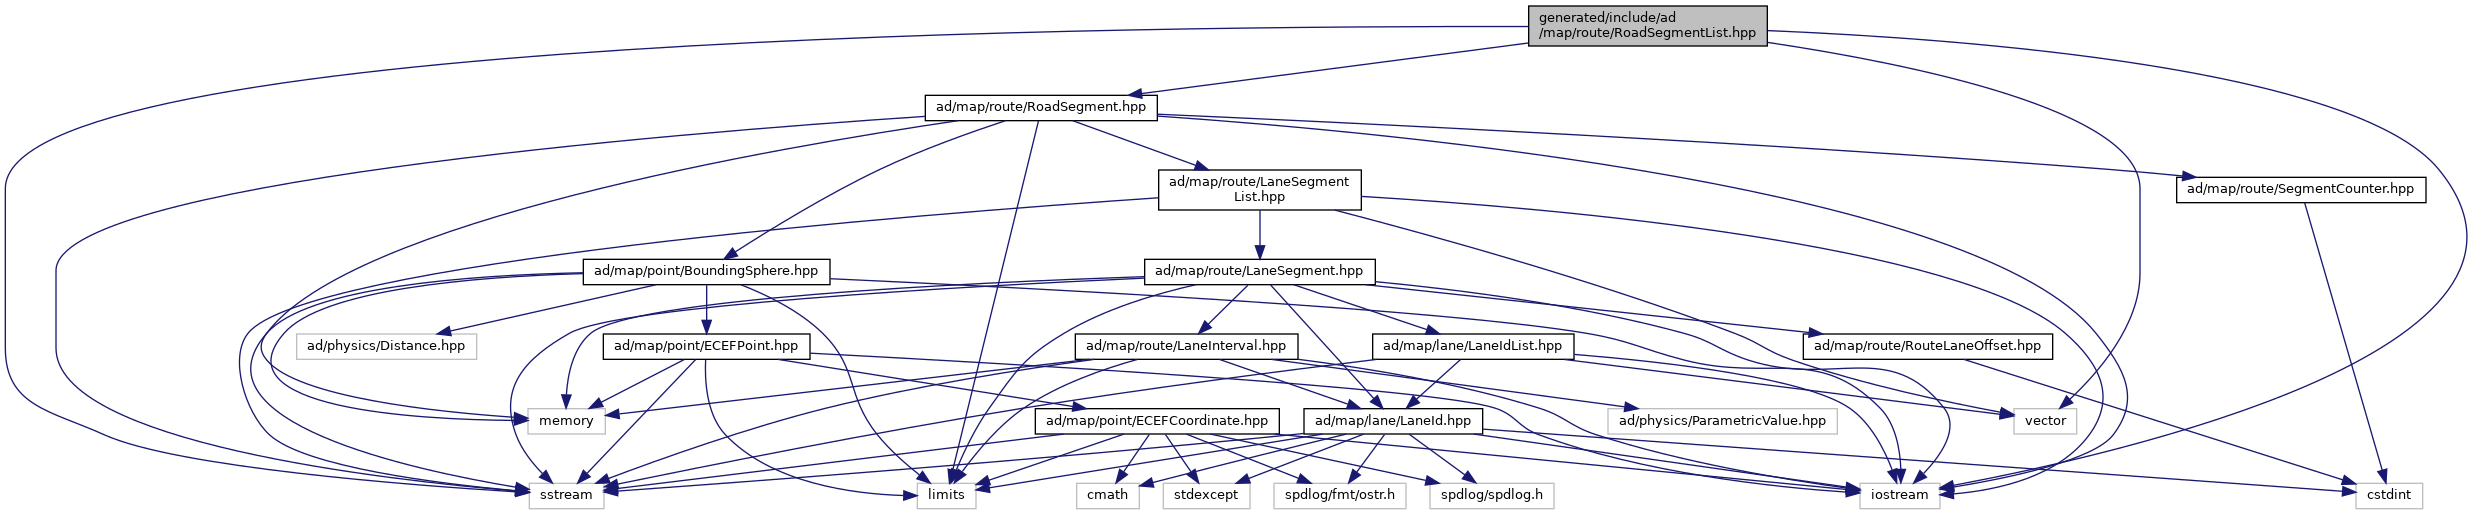 generated/include/ad
/map/route/RoadSegmentList.hpp
ad/map/route/RoadSegment.hpp
ad/map/route/LaneSegment
List.hpp
ad/map/route/SegmentCounter.hpp
ad/map/point/BoundingSphere.hpp
ad/map/route/LaneSegment.hpp
ad/physics/Distance.hpp
ad/map/point/ECEFPoint.hpp
ad/map/route/LaneInterval.hpp
ad/map/lane/LaneIdList.hpp
ad/map/route/RouteLaneOffset.hpp
memory
ad/map/point/ECEFCoordinate.hpp
ad/map/lane/LaneId.hpp
ad/physics/ParametricValue.hpp
vector
sstream
limits
cmath
stdexcept
spdlog/fmt/ostr.h
spdlog/spdlog.h
iostream
cstdint